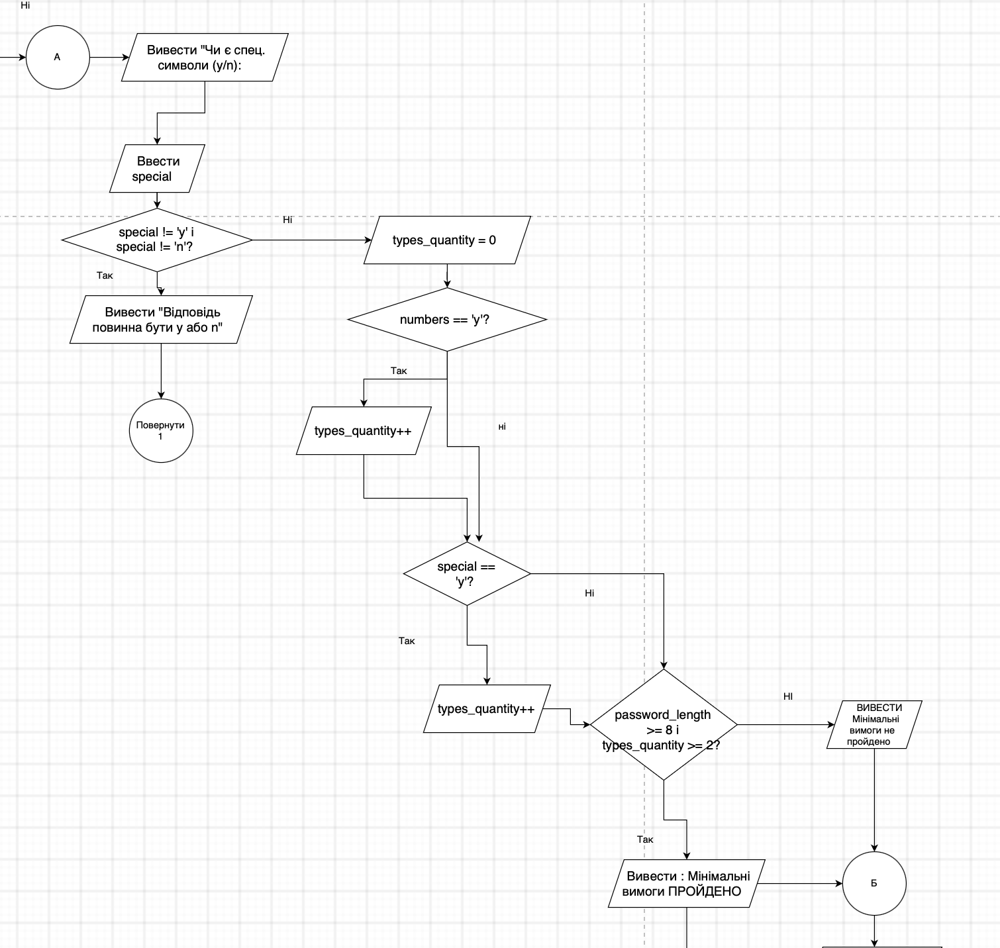 Ні
А
Вивести "Чи є спец.
символи (y/n):
Ввести
special
Ні
special != 'y' і
special != 'n'?
types_quantity = 0
Так
Вивести "Відповідь
повинна бути y або n"
numbers == 'y'?
Так
Повернути
1
types_quantity++
ні
special ==
'y'?
Ні
Так
types_quantity++
password_length
>= 8 і
types_quantity >= 2?
НІ
ВИВЕСТИ
Мінімальні
вимоги не
пройдено
Так
Вивести : Мінімальні
вимоги ПРОЙДЕНО
Б